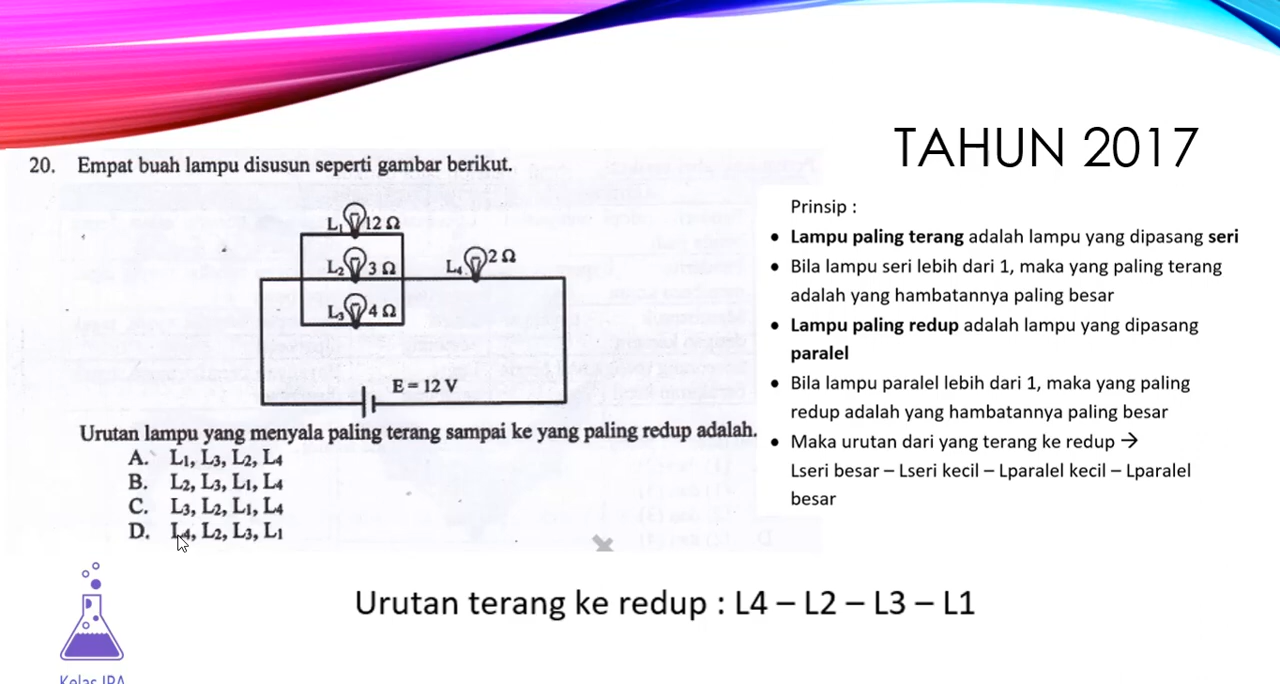 TAHUN 2017
20. Empat buah lampu disusun seperti gambar berikut.
L1 12 Ω
L2 3 Ω
L3 4 Ω
L4 2 Ω
E = 12 V
Urutan lampu yang menyala paling terang sampai ke yang paling redup adalah.
A. L1, L3, L2, L4
B. L2, L3, L1, L4
C. L3, L2, L1, L4
D. L4, L2, L3, L1
Prinsip :
• Lampu paling terang adalah lampu yang dipasang seri
• Bila lampu seri lebih dari 1, maka yang paling terang
adalah yang hambatannya paling besar
• Lampu paling redup adalah lampu yang dipasang
paralel
• Bila lampu paralel lebih dari 1, maka yang paling
redup adalah yang hambatannya paling besar
• Maka urutan dari yang terang ke redup →
Lseri besar – Lseri kecil – Lparalel kecil – Lparalel
besar
Urutan terang ke redup : L4 – L2 – L3 – L1
Kelas IPA